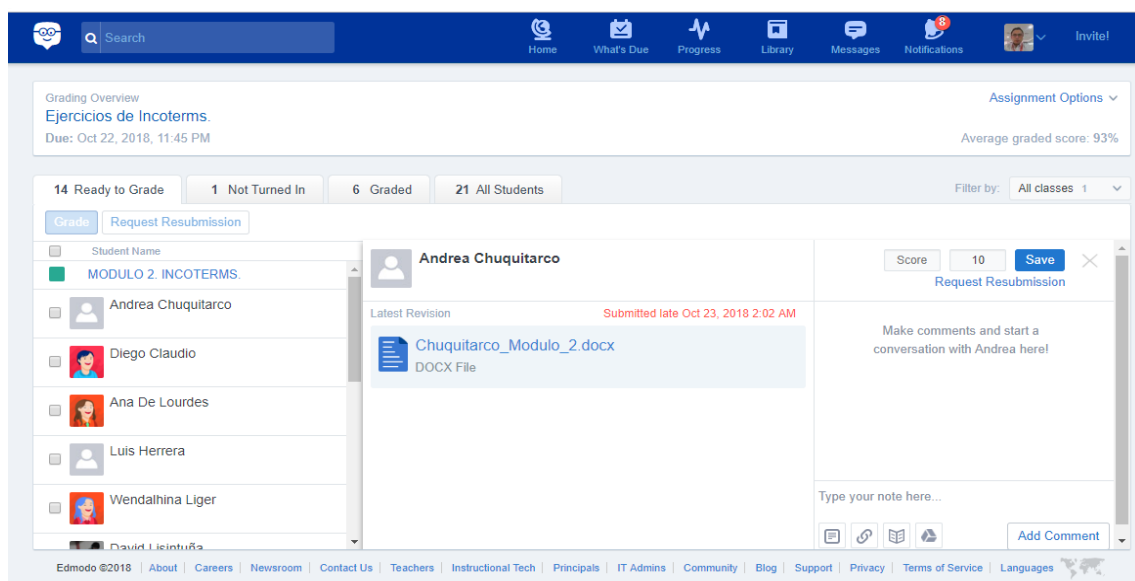 Search
Home
What's Due
Progress
Library
Messages
8
Notifications
Invite!
Grading Overview
Assignment Options
Ejercicios de Incoterms.
Due: Oct 22, 2018, 11:45 PM
Average graded score: 93%
14 Ready to Grade
1 Not Turned In
6 Graded
21 All Students
Filter by:
All classes 1
Grade
Request Resubmission
Student Name
MODULO 2. INCOTERMS.
Andrea Chuquitarco
Diego Claudio
Ana De Lourdes
Luis Herrera
Wendalhina Liger
David Lisintuña
Andrea Chuquitarco
Latest Revision
Submitted late Oct 23, 2018 2:02 AM
Chuquitarco_Modulo_2.docx
DOCX File
Score
10
Save
Request Resubmission
Make comments and start a
conversation with Andrea here!
Type your note here...
Add Comment
Edmodo ©2018 | About | Careers | Newsroom | Contact Us | Teachers | Instructional Tech | Principals | IT Admins | Community | Blog | Support | Privacy | Terms of Service | Languages